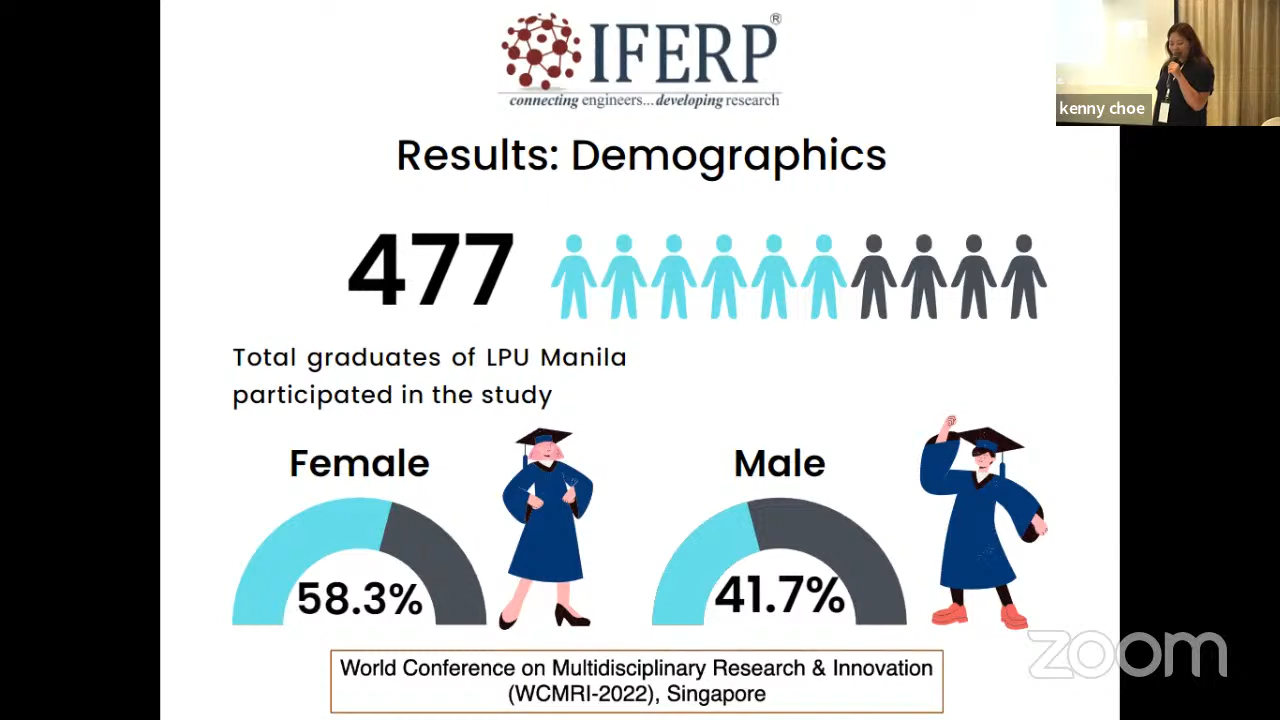 IFERP®
connecting engineers...developing research
kenny choe
Results: Demographics
477
Total graduates of LPU Manila
participated in the study
Female
Male
58.3%
41.7%
World Conference on Multidisciplinary Research & Innovation
(WCMRI-2022), Singapore
zoom